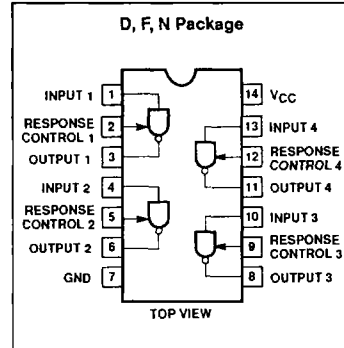 D, F, N Package
INPUT 1 1
RESPONSE CONTROL 1 2
OUTPUT 1 3
INPUT 2 4
RESPONSE CONTROL 2 5
OUTPUT 2 6
GND 7
14 VCC
13 INPUT 4
12 RESPONSE CONTROL 4
11 OUTPUT 4
10 INPUT 3
9 RESPONSE CONTROL 3
8 OUTPUT 3
TOP VIEW